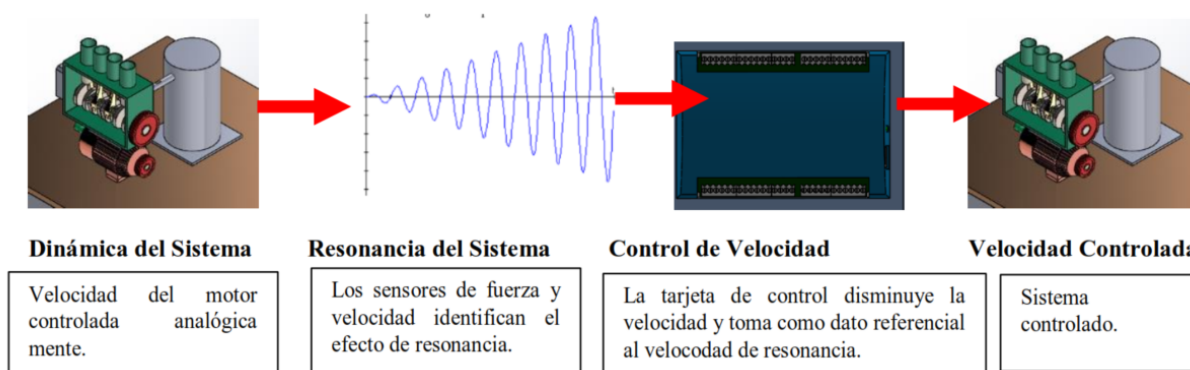 Dinámica del Sistema
Velocidad del motor
controlada analógica
mente.
Resonancia del Sistema
Los sensores de fuerza y
velocidad identifican el
efecto de resonancia.
Control de Velocidad
La tarjeta de control disminuye la
velocidad y toma como dato referencial
al velocodad de resonancia.
Velocidad Controlada
Sistema
controlado.